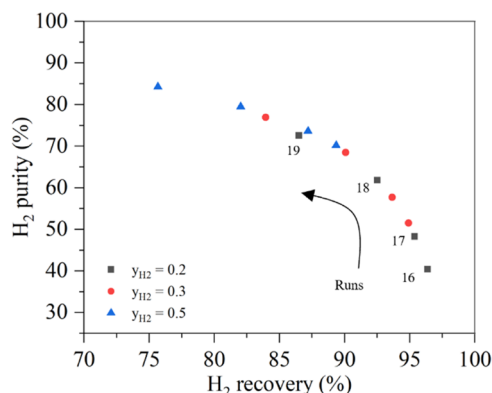 100
90
80
70
60
50
40
30
H2 purity (%)
19
18
17
16
Runs
yH2 = 0.2
yH2 = 0.3
yH2 = 0.5
70 75 80 85 90 95 100
H2 recovery (%)